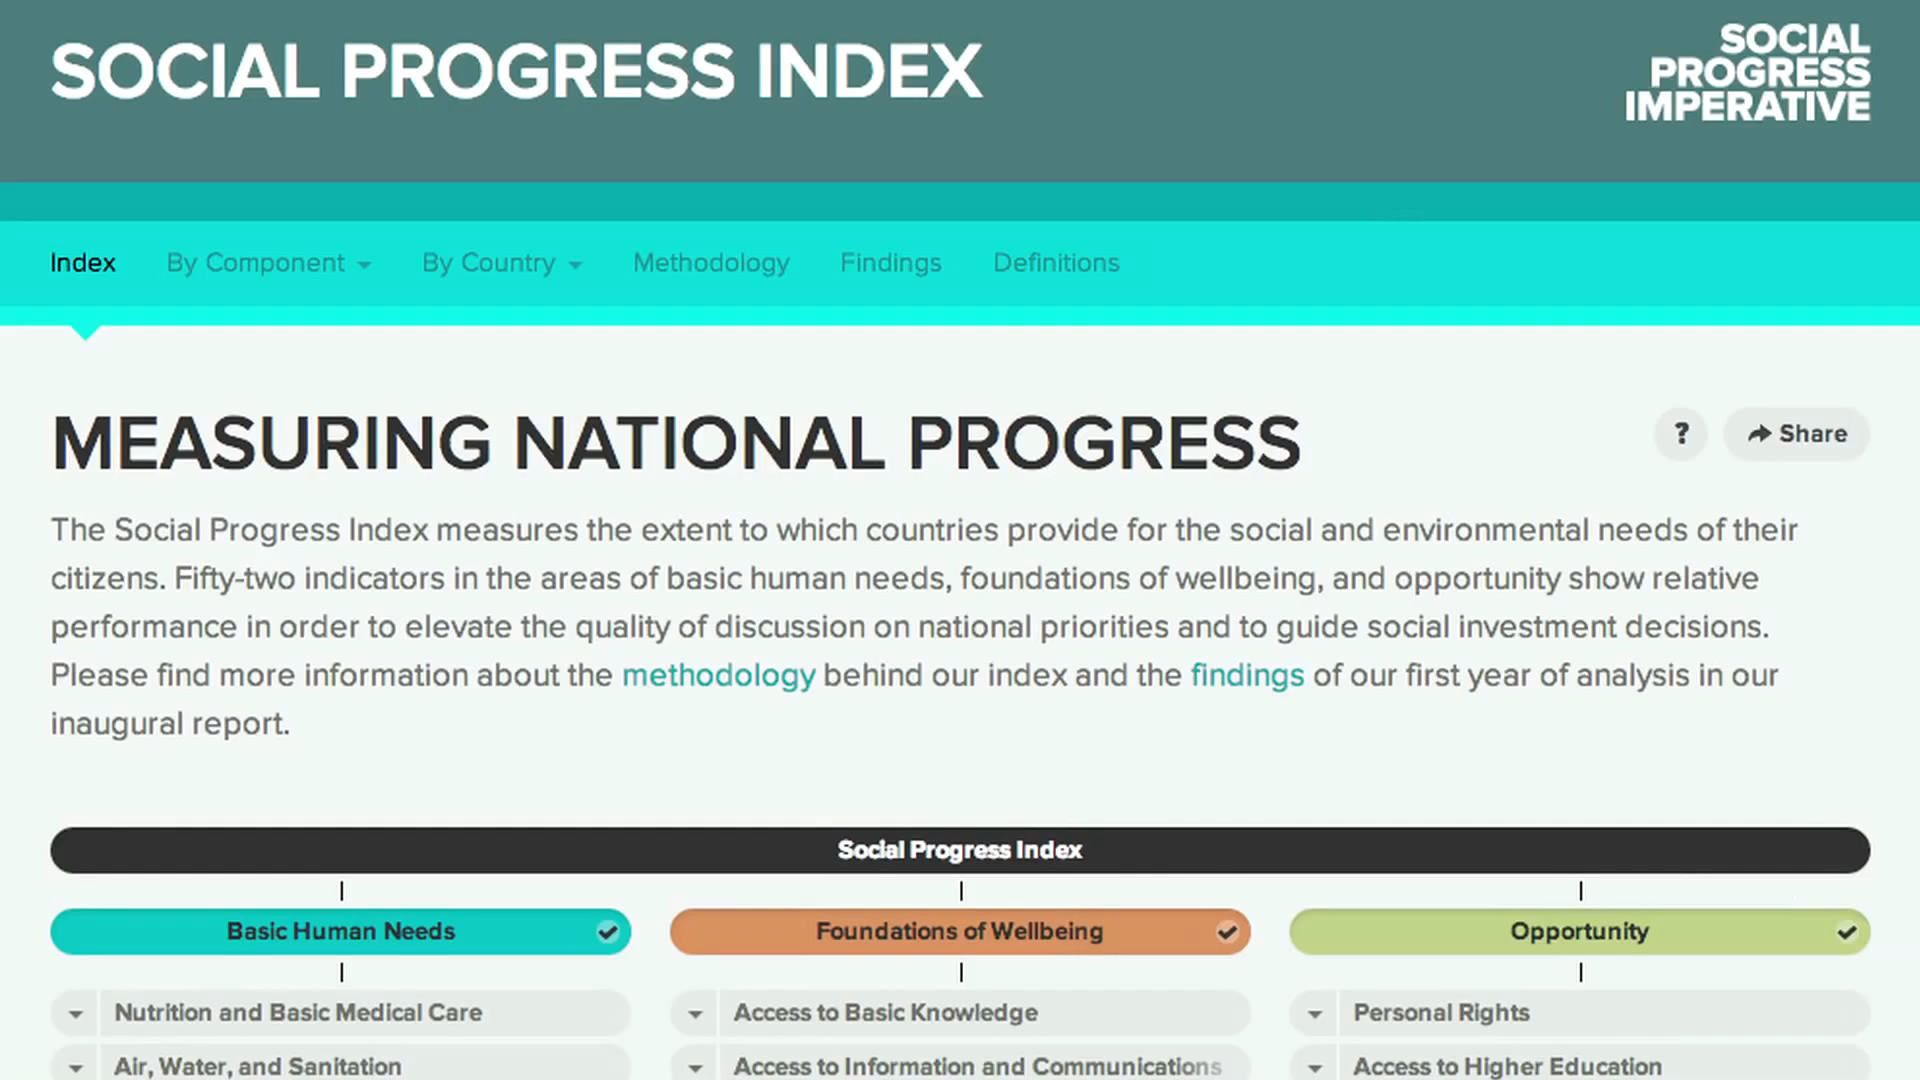 SOCIAL PROGRESS INDEX
SOCIAL
PROGRESS
IMPERATIVE
Index By Component By Country Methodology Findings Definitions
MEASURING NATIONAL PROGRESS
? Share
The Social Progress Index measures the extent to which countries provide for the social and environmental needs of their
citizens. Fifty-two indicators in the areas of basic human needs, foundations of wellbeing, and opportunity show relative
performance in order to elevate the quality of discussion on national priorities and to guide social investment decisions.
Please find more information about the methodology behind our index and the findings of our first year of analysis in our
inaugural report.
Social Progress Index
Basic Human Needs Foundations of Wellbeing Opportunity
Nutrition and Basic Medical Care Access to Basic Knowledge Personal Rights
Air, Water, and Sanitation Access to Information and Communications Access to Higher Education